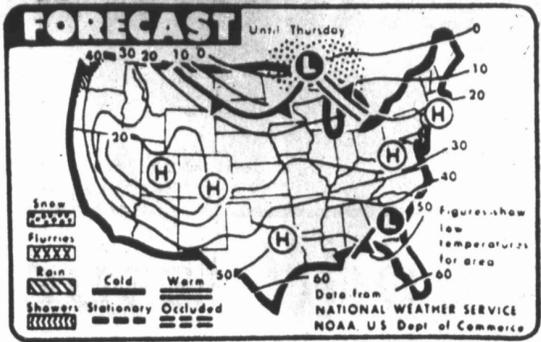 FORECAST
Until Thursday
40 30 20 10 0
0
10
20
30
40
50
60
20
L
H
H
H
H
H
L
50
60
Figures show
low
temperatures
for area
Snow
Flurries
Rain
Showers
Cold Warm
Stationary Occluded
Data from
NATIONAL WEATHER SERVICE
NOAA, U.S. Dept. of Commerce